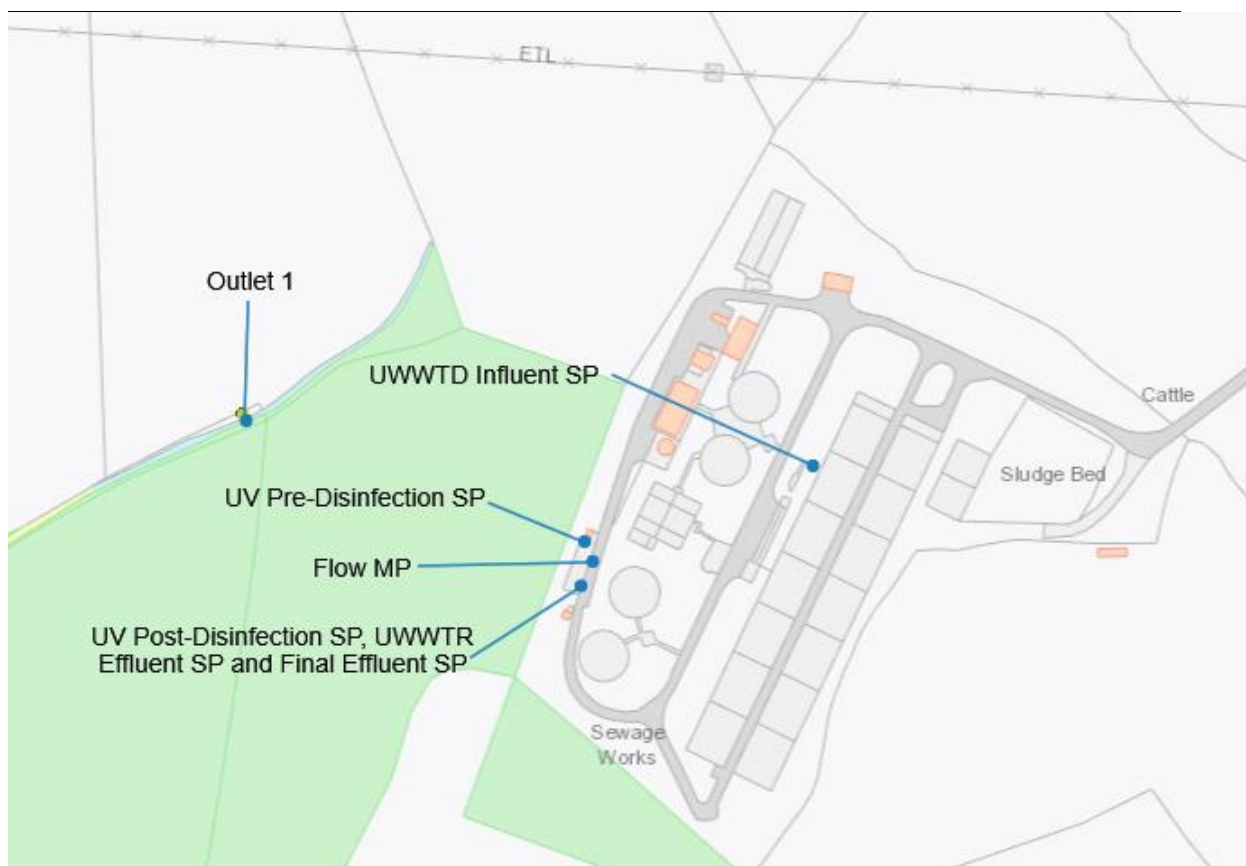 ETL
Outlet 1
UWWTD Influent SP
Cattle
Sludge Bed
UV Pre-Disinfection SP
Flow MP
UV Post-Disinfection SP, UWWTR
Effluent SP and Final Effluent SP
Sewage
Works